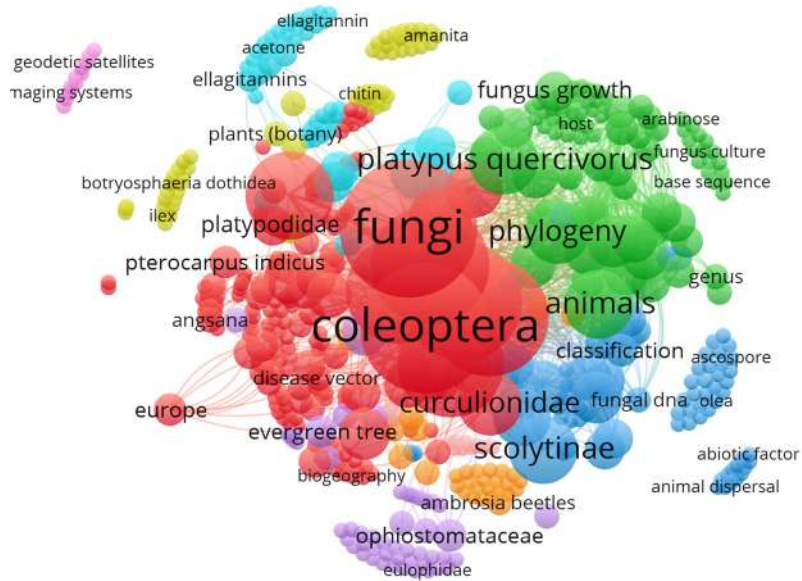 ellagitannin
amanita
acetone
geodetic satellites
maging systems
ellagitannins
chitin
fungus growth
plants (botany)
host
arabinose
platypus quercivorus
fungus culture
base sequence
botryosphaeria dothidea
ilex
platypodidae
fungi
phylogeny
pterocarpus indicus
genus
animals
angsana
coleoptera
classification
ascospore
disease vector
curculionidae
fungal dna
olea
europe
evergreen tree
scolytinae
abiotic factor
biogeography
animal dispersal
ambrosia beetles
ophiostomataceae
eulophidae